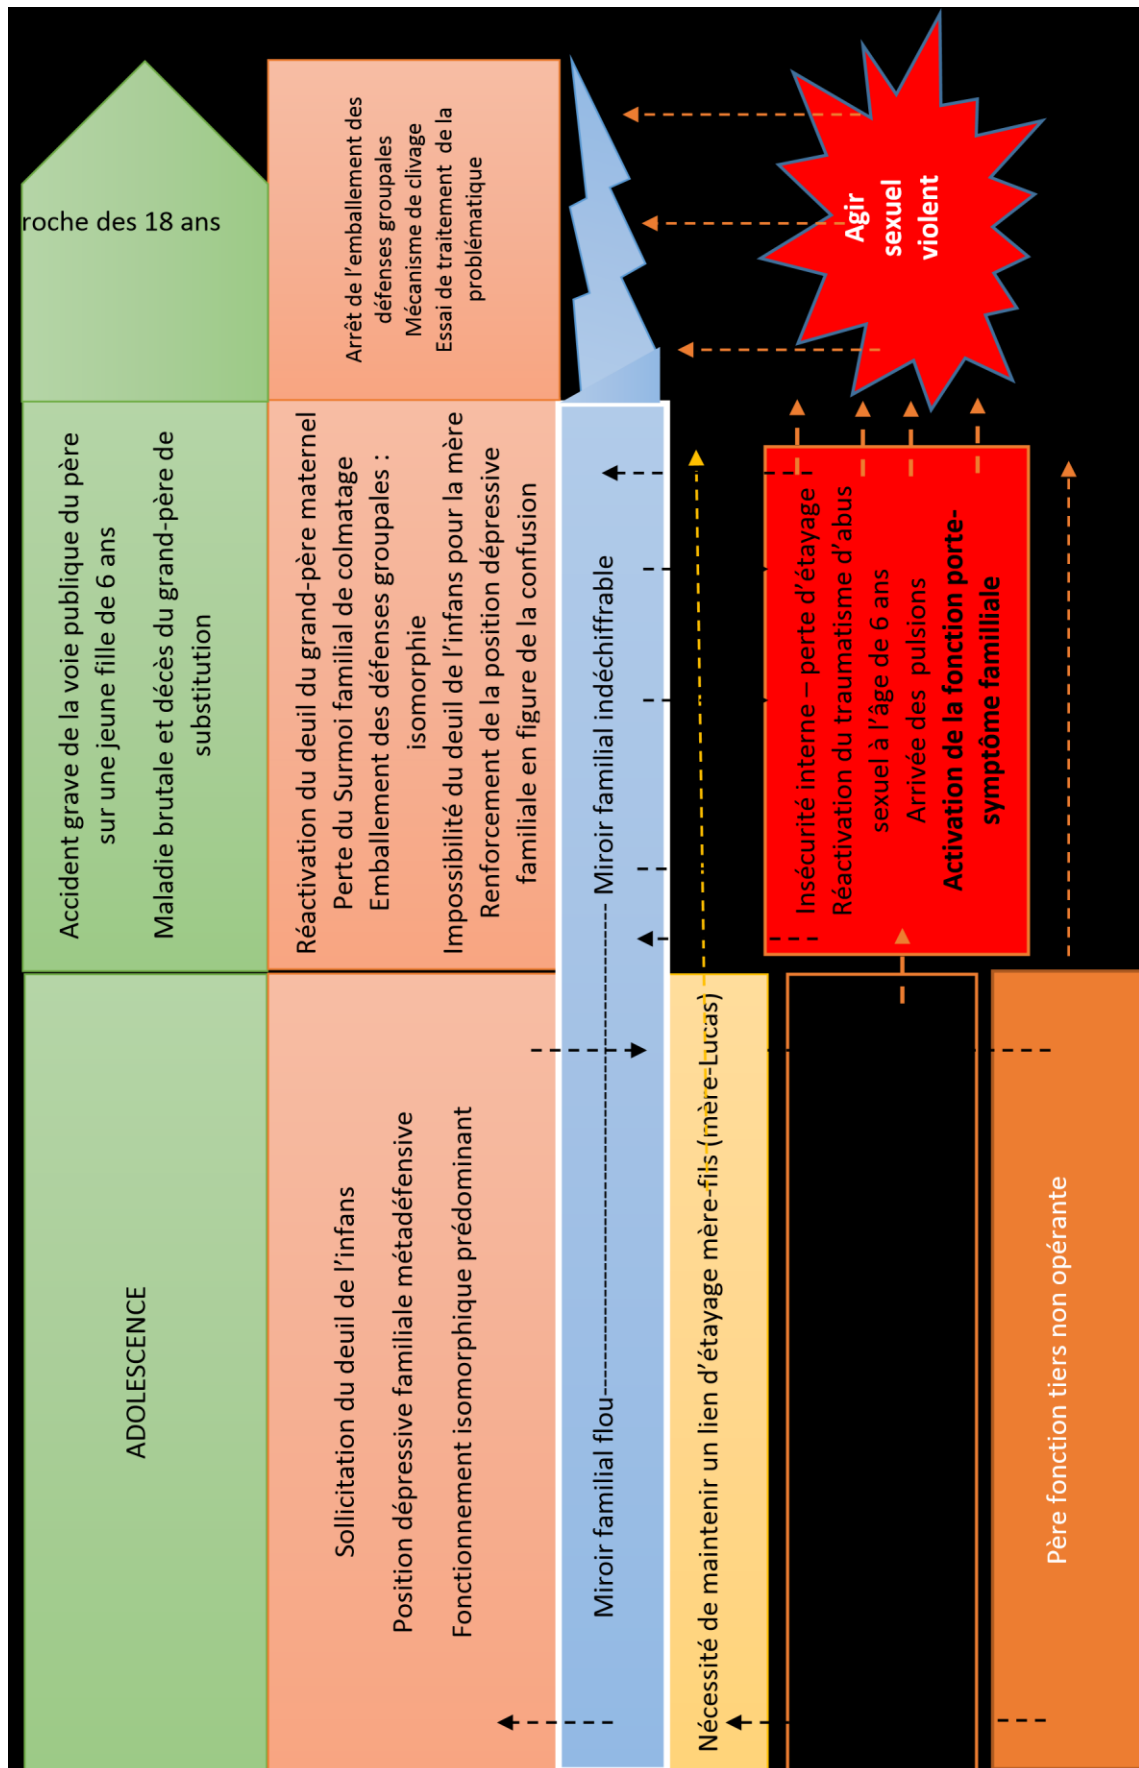 ADOLESCENCE
Accident grave de la voie publique du père
sur une jeune fille de 6 ans
Maladie brutale et décès du grand-père de
substitution
roche des 18 ans
Sollicitation du deuil de l'infans
Position dépressive familiale métadéfensive
Fonctionnement isomorphique prédominant
Réactivation du deuil du grand-père maternel
Perte du Surmoi familial de colmatage
Emballement des défenses groupales :
isomorphie
Impossibilité du deuil de l'infans pour la mère
Renforcement de la position dépressive
familiale en figure de la confusion
Arrêt de l'emballement des
défenses groupales
Mécanisme de clivage
Essai de traitement de la
problématique
Miroir familial flou
Miroir familial indéchiffrable
Nécessité de maintenir un lien d'étayage mère-fils (mère-Lucas)
Insécurité interne – perte d'étayage
Réactivation du traumatisme d'abus
sexuel à l'âge de 6 ans
Arrivée des pulsions
Activation de la fonction porte-
symptôme familliale
Agir
sexuel
violent
Père fonction tiers non opérante